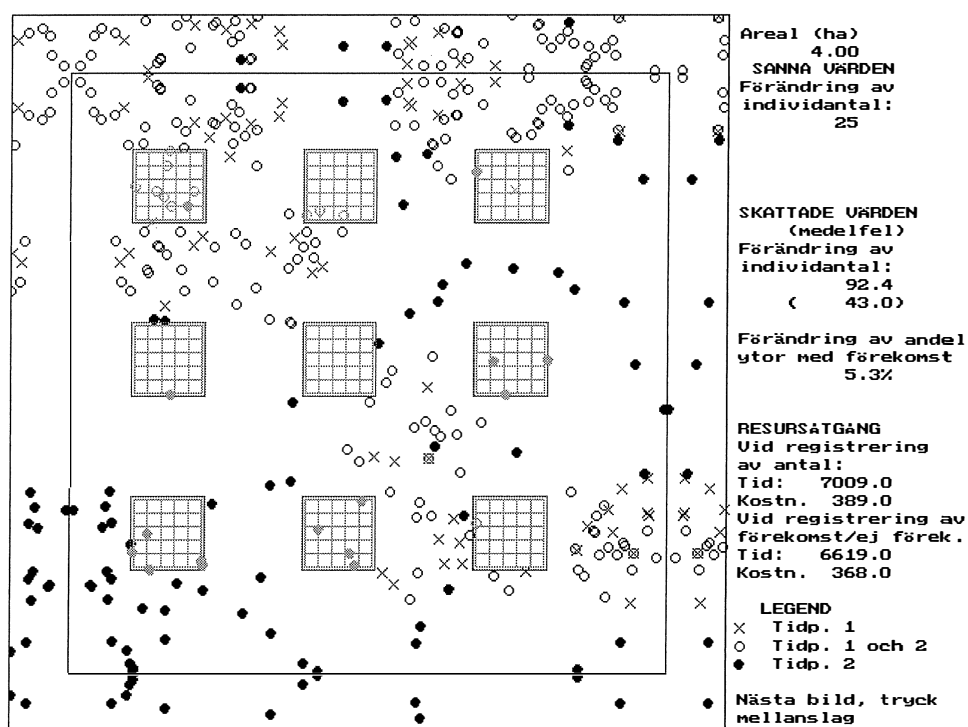 Areal (ha)
4.00
SANNA VÄRDEN
Förändring av
individantal:
25
SKATTADE VÄRDEN
(medelfel)
Förändring av
individantal:
92.4
( 43.0)
Förändring av andel
ytor med förekomst
5.3%
RESURSÅTGÅNG
Vid registrering
av antal:
Tid: 7009.0
Kostn. 389.0
Vid registrering av
förekomst/ej förek.
Tid: 6619.0
Kostn. 368.0
LEGEND
× Tidp. 1
○ Tidp. 1 och 2
● Tidp. 2
Nästa bild, tryck
mellanslag